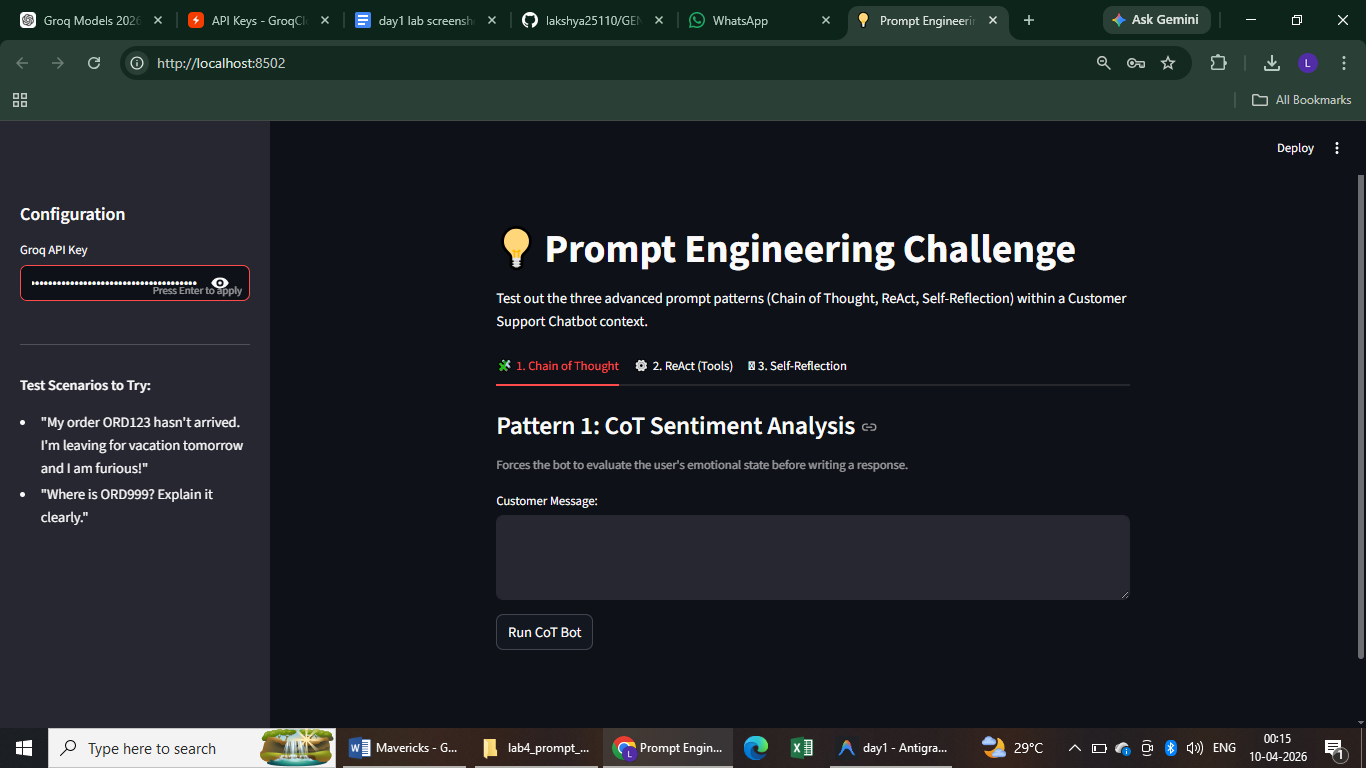 Groq Models 2026
API Keys - GroqCl
day1 lab screensh
lakshya25110/GEN
WhatsApp
Prompt Engineerin
Ask Gemini
http://localhost:8502
L
All Bookmarks
Deploy
Configuration
Groq API Key
Press Enter to apply
Test Scenarios to Try:
"My order ORD123 hasn't arrived.
I'm leaving for vacation tomorrow
and I am furious!"
"Where is ORD999? Explain it
clearly."
Prompt Engineering Challenge
Test out the three advanced prompt patterns (Chain of Thought, ReAct, Self-Reflection) within a Customer
Support Chatbot context.
1. Chain of Thought
2. ReAct (Tools)
3. Self-Reflection
Pattern 1: CoT Sentiment Analysis
Forces the bot to evaluate the user's emotional state before writing a response.
Customer Message:
Run CoT Bot
Type here to search
Mavericks - G...
lab4_prompt_...
Prompt Engin...
day1 - Antigra...
29°C
ENG
00:15
10-04-2026
1